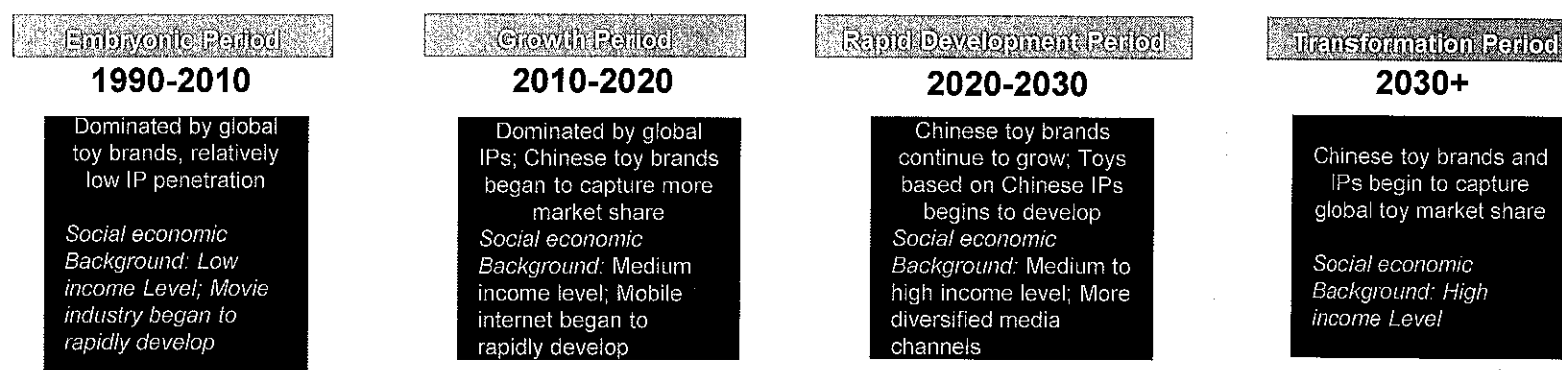 Embryonic Period
1990-2010
Dominated by global
toy brands, relatively
low IP penetration
Social economic
Background: Low
income Level; Movie
industry began to
rapidly develop
Growth Period
2010-2020
Dominated by global
IPs; Chinese toy brands
began to capture more
market share
Social economic
Background: Medium
income level; Mobile
internet began to
rapidly develop
Rapid Development Period
2020-2030
Chinese toy brands
continue to grow; Toys
based on Chinese IPs
begins to develop
Social economic
Background: Medium to
high income level; More
diversified media
channels
Transformation Period
2030+
Chinese toy brands and
IPs begin to capture
global toy market share
Social economic
Background: High
income Level